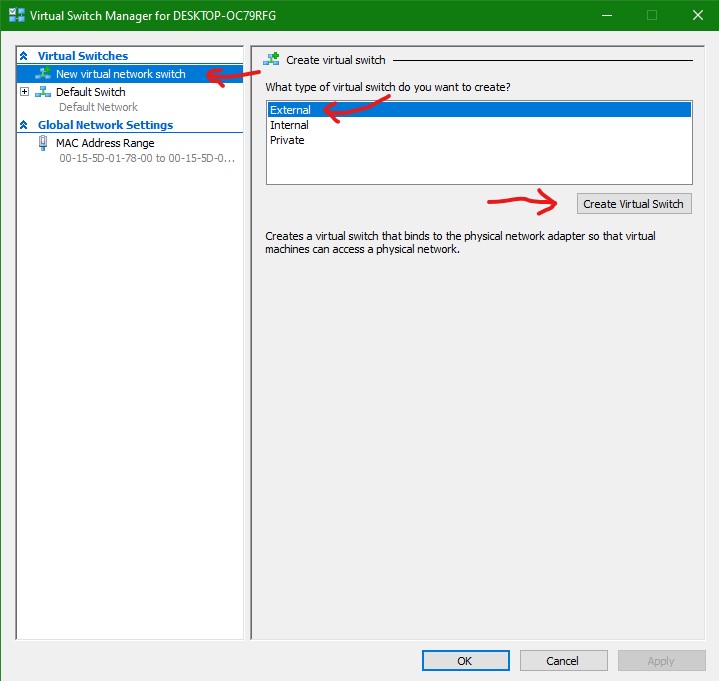 Virtual Switch Manager for DESKTOP-OC79RFG
Virtual Switches
New virtual network switch
Default Switch
Default Network
Global Network Settings
MAC Address Range
00-15-5D-01-78-00 to 00-15-5D-0...
Create virtual switch
What type of virtual switch do you want to create?
External
Internal
Private
Create Virtual Switch
Creates a virtual switch that binds to the physical network adapter so that virtual
machines can access a physical network.
OK
Cancel
Apply